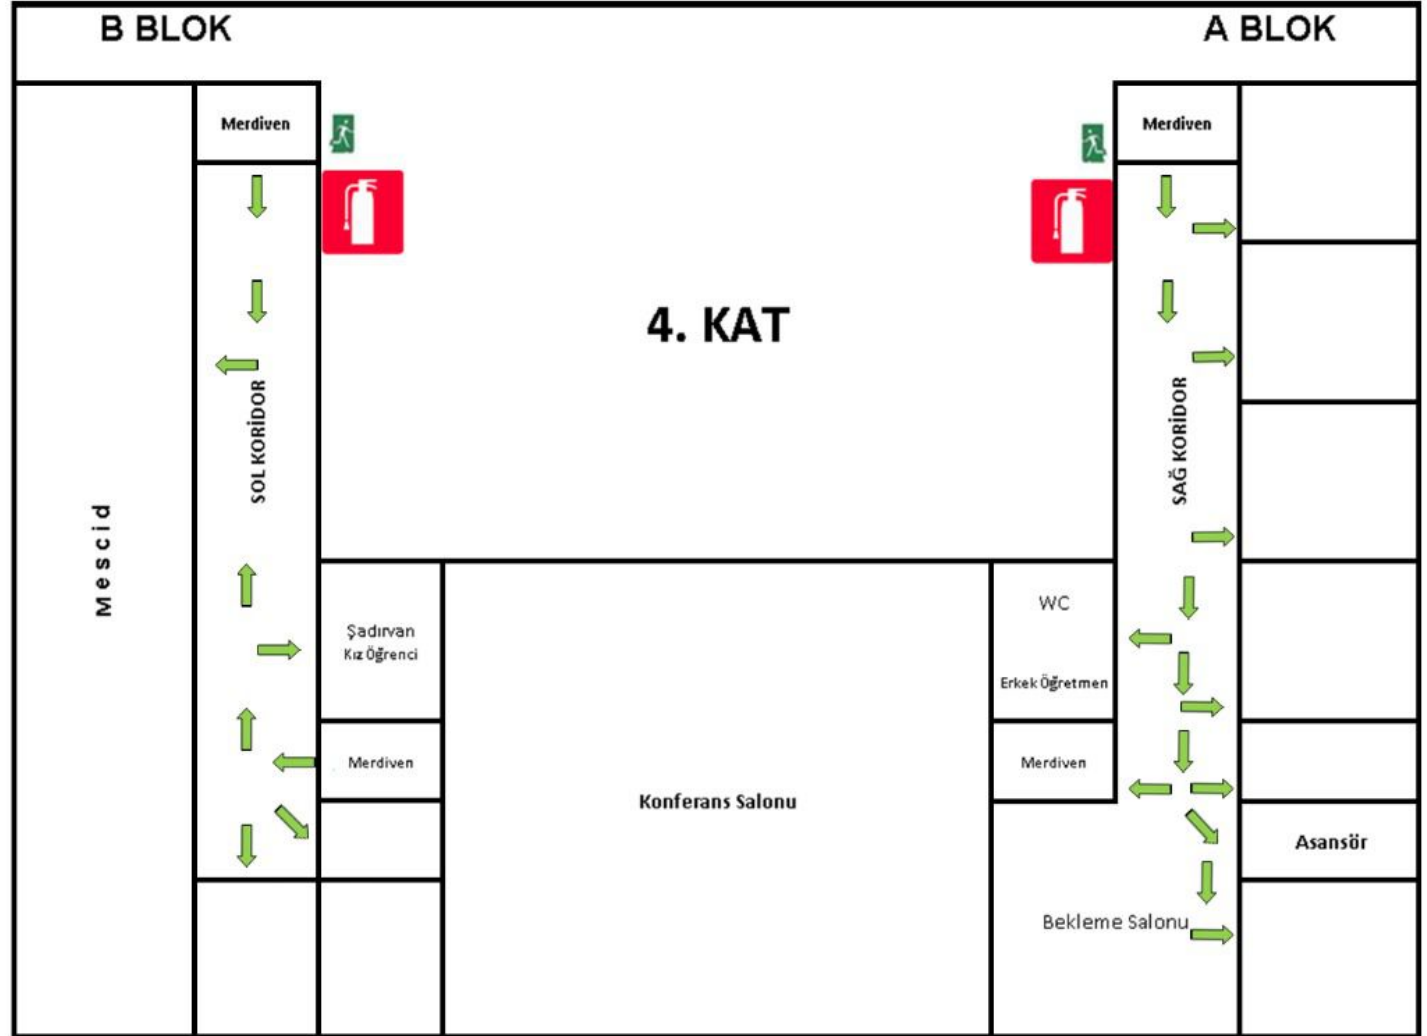 B BLOK
A BLOK
Merdiven
Merdiven
4. KAT
SOL KORİDOR
SAĞ KORİDOR
Mescid
Şadırvan
Kız Öğrenci
WC
Erkek Öğretmen
Merdiven
Merdiven
Konferans Salonu
Asansör
Bekleme Salonu